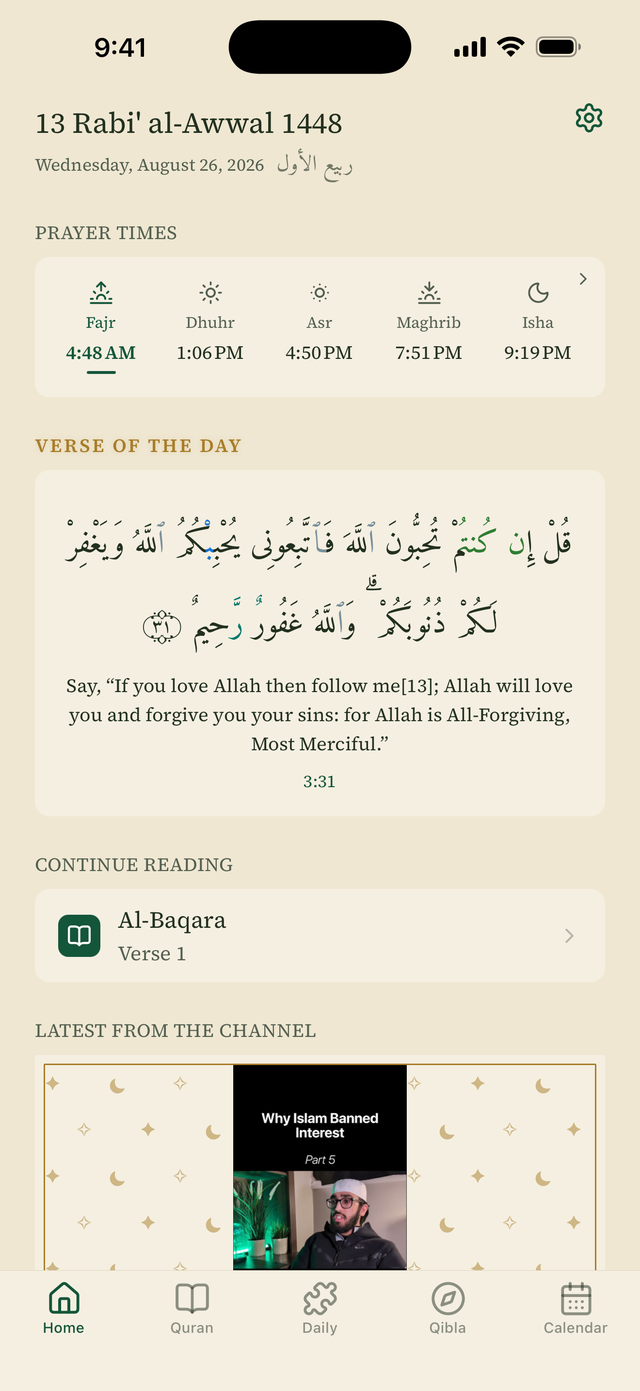 9:41
13 Rabi' al-Awwal 1448
Wednesday, August 26, 2026 ربيع الأول
PRAYER TIMES
Fajr Dhuhr Asr Maghrib Isha
4:48 AM 1:06 PM 4:50 PM 7:51 PM 9:19 PM
VERSE OF THE DAY
قُلْ إِن كُنتُمْ تُحِبُّونَ ٱللَّهَ فَٱتَّبِعُونِى يُحْبِبْكُمُ ٱللَّهُ وَيَغْفِرْ
لَكُمْ ذُنُوبَكُمْ ۗ وَٱللَّهُ غَفُورٌ رَّحِيمٌ ٣١
Say, “If you love Allah then follow me[13]; Allah will love
you and forgive you your sins: for Allah is All-Forgiving,
Most Merciful.”
3:31
CONTINUE READING
Al-Baqara
Verse 1
LATEST FROM THE CHANNEL
Why Islam Banned
Interest
Part 5
Home Quran Daily Qibla Calendar